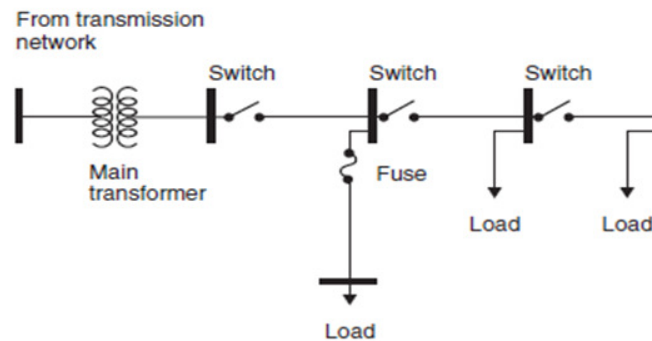 From transmission
network
Switch
Switch
Switch
Main
transformer
Fuse
Load
Load
Load